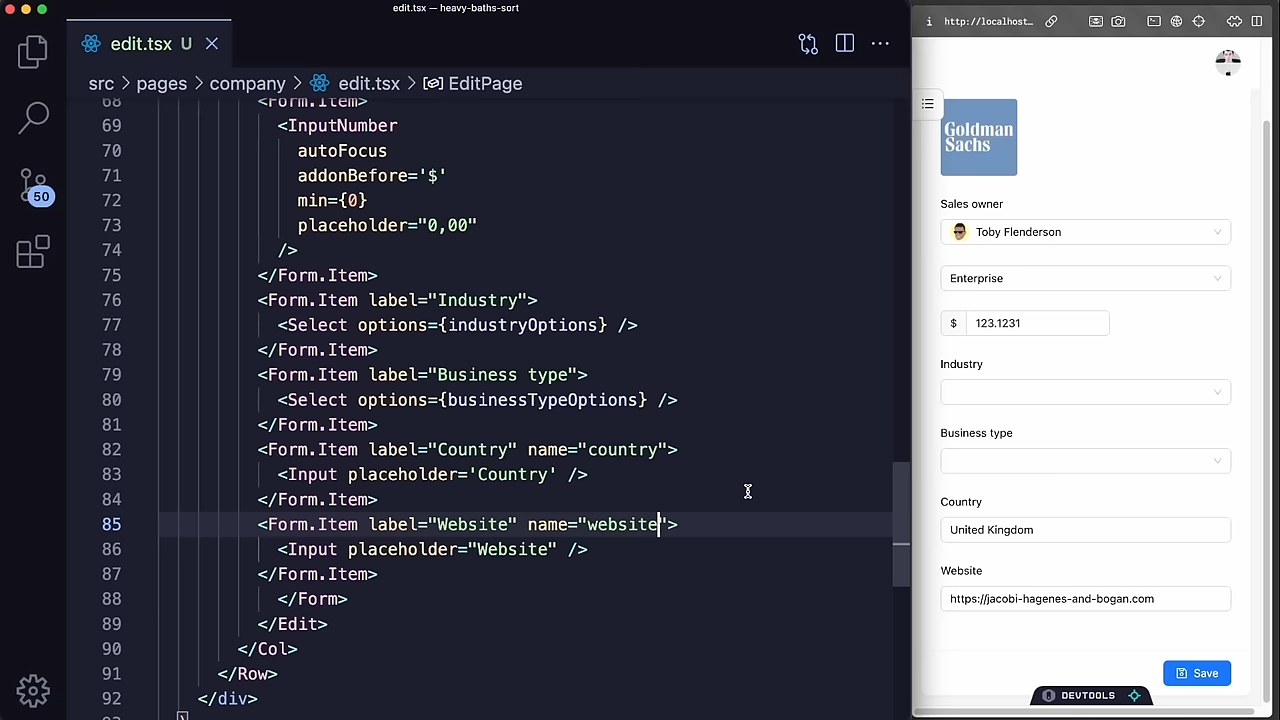 edit.tsx — heavy-baths-sort
edit.tsx U
src > pages > company > edit.tsx > EditPage
50
68 <Form.Item>
69 <InputNumber
70 autoFocus
71 addonBefore='$'
72 min={0}
73 placeholder="0,00"
74 />
75 </Form.Item>
76 <Form.Item label="Industry">
77 <Select options={industryOptions} />
78 </Form.Item>
79 <Form.Item label="Business type">
80 <Select options={businessTypeOptions} />
81 </Form.Item>
82 <Form.Item label="Country" name="country">
83 <Input placeholder='Country' />
84 </Form.Item>
85 <Form.Item label="Website" name="website">
86 <Input placeholder="Website" />
87 </Form.Item>
88 </Form>
89 </Edit>
90 </Col>
91 </Row>
92 </div>
http://localhost…
Goldman
Sachs
Sales owner
Toby Flenderson
Enterprise
$ 123.1231
Industry
Business type
Country
United Kingdom
Website
https://jacobi-hagenes-and-bogan.com
Save
DEVTOOLS